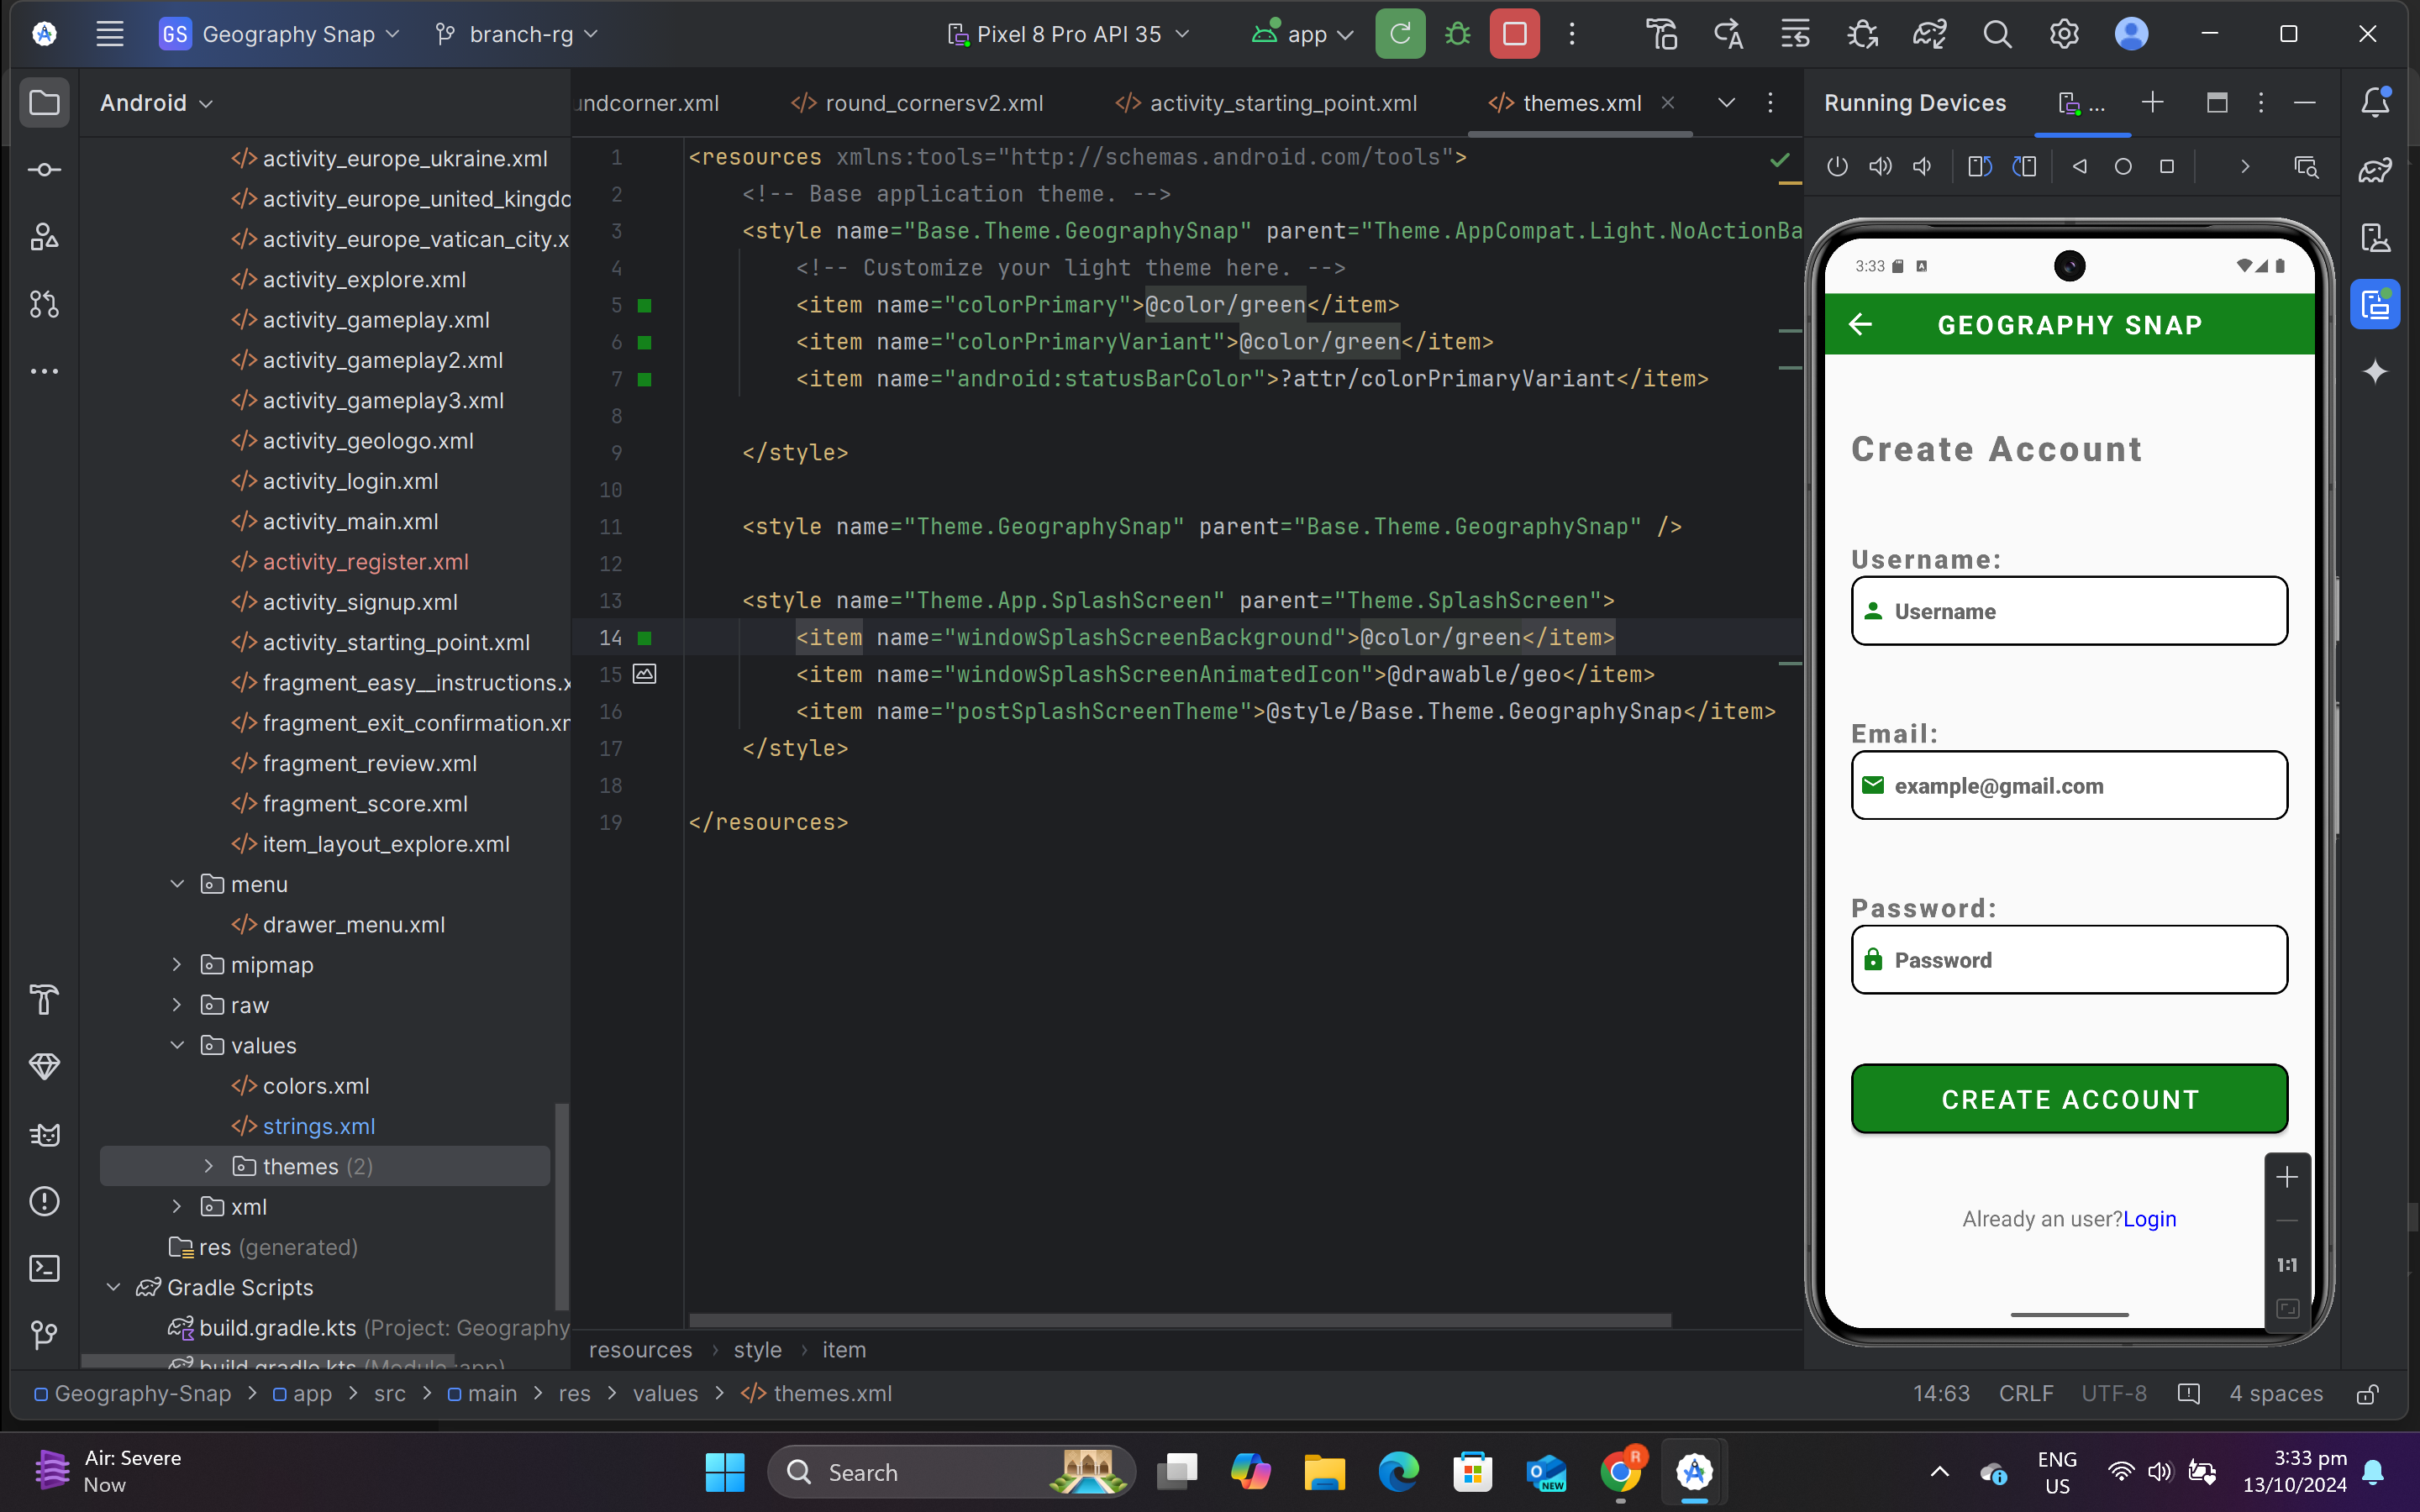 GS Geography Snap branch-rg Pixel 8 Pro API 35 app
Android
activity_europe_ukraine.xml
activity_europe_united_kingdo
activity_europe_vatican_city.x
activity_explore.xml
activity_gameplay.xml
activity_gameplay2.xml
activity_gameplay3.xml
activity_geologo.xml
activity_login.xml
activity_main.xml
activity_register.xml
activity_signup.xml
activity_starting_point.xml
fragment_easy__instructions.x
fragment_exit_confirmation.xm
fragment_review.xml
fragment_score.xml
item_layout_explore.xml
menu
drawer_menu.xml
mipmap
raw
values
colors.xml
strings.xml
themes (2)
xml
res (generated)
Gradle Scripts
build.gradle.kts (Project: Geography
build.gradle.kts (Module :app)
undcorner.xml round_cornersv2.xml activity_starting_point.xml themes.xml
1 <resources xmlns:tools="http://schemas.android.com/tools">
2 <!-- Base application theme. -->
3 <style name="Base.Theme.GeographySnap" parent="Theme.AppCompat.Light.NoActionBa
4 <!-- Customize your light theme here. -->
5 <item name="colorPrimary">@color/green</item>
6 <item name="colorPrimaryVariant">@color/green</item>
7 <item name="android:statusBarColor">?attr/colorPrimaryVariant</item>
8
9 </style>
10
11 <style name="Theme.GeographySnap" parent="Base.Theme.GeographySnap" />
12
13 <style name="Theme.App.SplashScreen" parent="Theme.SplashScreen">
14 <item name="windowSplashScreenBackground">@color/green</item>
15 <item name="windowSplashScreenAnimatedIcon">@drawable/geo</item>
16 <item name="postSplashScreenTheme">@style/Base.Theme.GeographySnap</item>
17 </style>
18
19 </resources>
resources › style › item
Running Devices ...
3:33
GEOGRAPHY SNAP
Create Account
Username:
Username
Email:
example@gmail.com
Password:
Password
CREATE ACCOUNT
Already an user?Login
1:1
Geography-Snap > app > src > main > res > values > themes.xml
14:63 CRLF UTF-8 4 spaces
Air: Severe
Now
Search
NEW
R
ENG
US
3:33 pm
13/10/2024